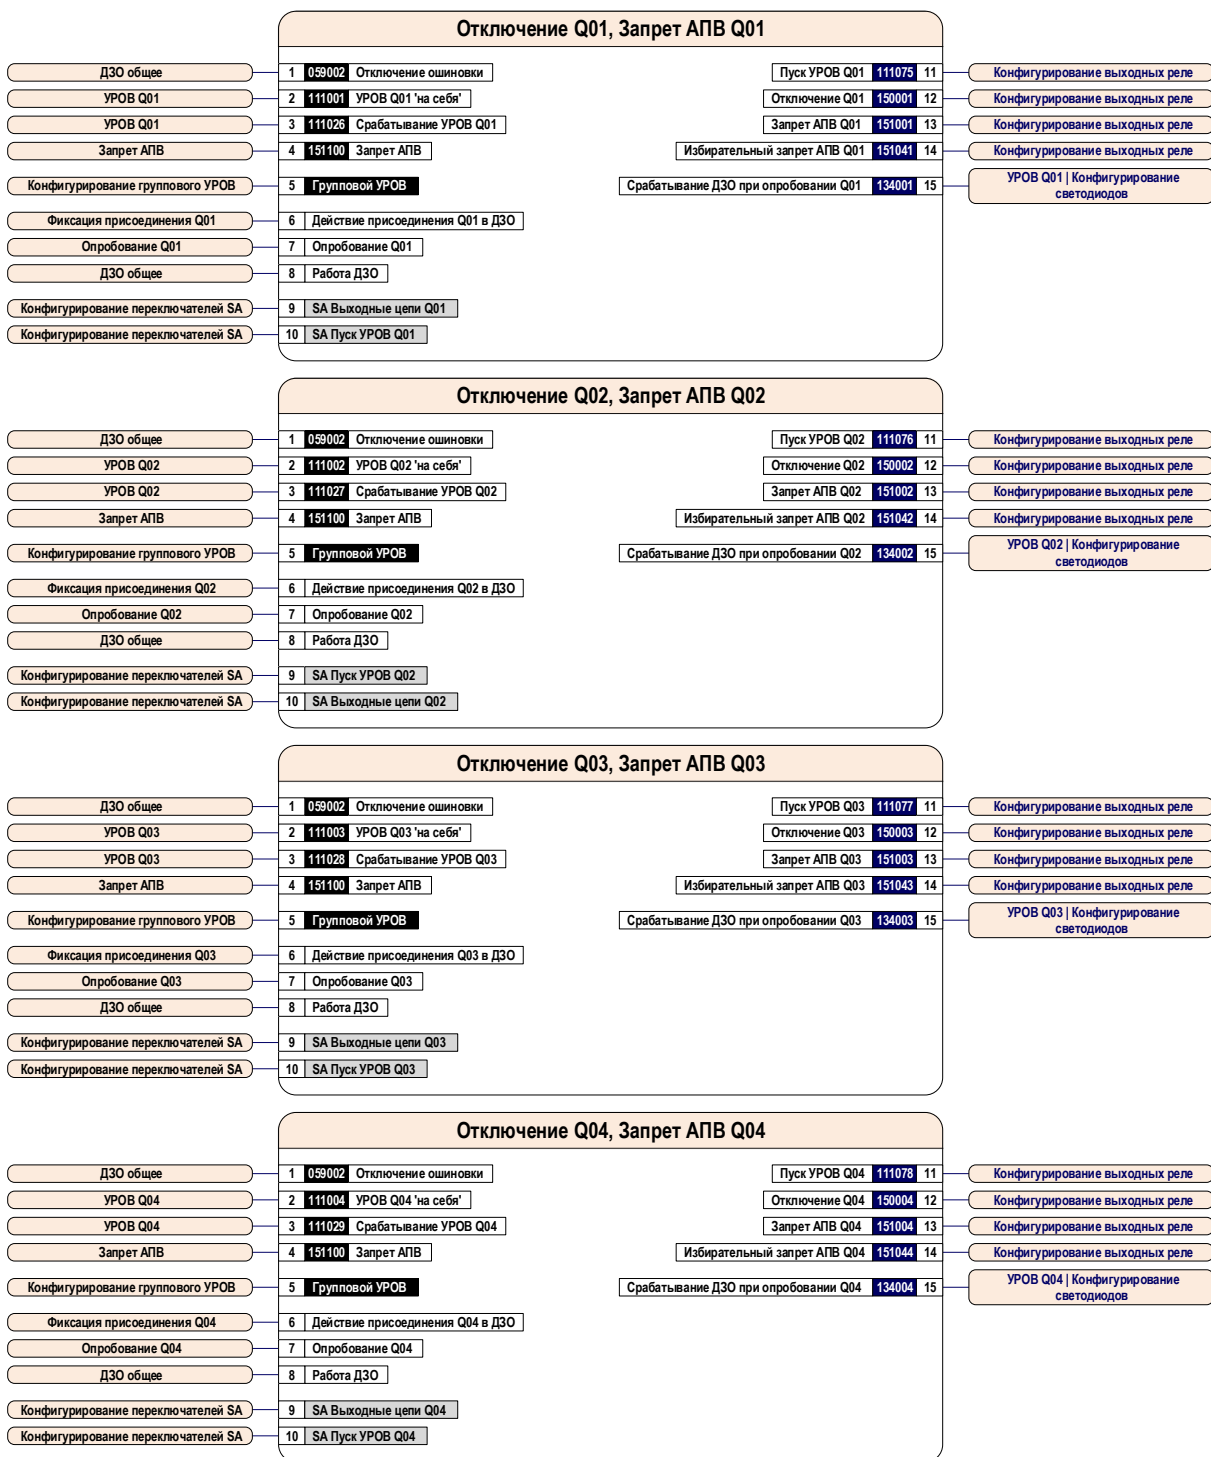 Отключение Q01, Запрет АПВ Q01
ДЗО общее 1 059002 Отключение ошиновки Пуск УРОВ Q01 111075 11 Конфигурирование выходных реле
УРОВ Q01 2 111001 УРОВ Q01 'на себя' Отключение Q01 150001 12 Конфигурирование выходных реле
УРОВ Q01 3 111026 Срабатывание УРОВ Q01 Запрет АПВ Q01 151001 13 Конфигурирование выходных реле
Запрет АПВ 4 151100 Запрет АПВ Избирательный запрет АПВ Q01 151041 14 Конфигурирование выходных реле
Конфигурирование группового УРОВ 5 Групповой УРОВ Срабатывание ДЗО при опробовании Q01 134001 15 УРОВ Q01 | Конфигурирование
светодиодов
Фиксация присоединения Q01 6 Действие присоединения Q01 в ДЗО
Опробование Q01 7 Опробование Q01
ДЗО общее 8 Работа ДЗО
Конфигурирование переключателей SA 9 SA Выходные цепи Q01
Конфигурирование переключателей SA 10 SA Пуск УРОВ Q01
Отключение Q02, Запрет АПВ Q02
ДЗО общее 1 059002 Отключение ошиновки Пуск УРОВ Q02 111076 11 Конфигурирование выходных реле
УРОВ Q02 2 111002 УРОВ Q02 'на себя' Отключение Q02 150002 12 Конфигурирование выходных реле
УРОВ Q02 3 111027 Срабатывание УРОВ Q02 Запрет АПВ Q02 151002 13 Конфигурирование выходных реле
Запрет АПВ 4 151100 Запрет АПВ Избирательный запрет АПВ Q02 151042 14 Конфигурирование выходных реле
Конфигурирование группового УРОВ 5 Групповой УРОВ Срабатывание ДЗО при опробовании Q02 134002 15 УРОВ Q02 | Конфигурирование
светодиодов
Фиксация присоединения Q02 6 Действие присоединения Q02 в ДЗО
Опробование Q02 7 Опробование Q02
ДЗО общее 8 Работа ДЗО
Конфигурирование переключателей SA 9 SA Пуск УРОВ Q02
Конфигурирование переключателей SA 10 SA Выходные цепи Q02
Отключение Q03, Запрет АПВ Q03
ДЗО общее 1 059002 Отключение ошиновки Пуск УРОВ Q03 111077 11 Конфигурирование выходных реле
УРОВ Q03 2 111003 УРОВ Q03 'на себя' Отключение Q03 150003 12 Конфигурирование выходных реле
УРОВ Q03 3 111028 Срабатывание УРОВ Q03 Запрет АПВ Q03 151003 13 Конфигурирование выходных реле
Запрет АПВ 4 151100 Запрет АПВ Избирательный запрет АПВ Q03 151043 14 Конфигурирование выходных реле
Конфигурирование группового УРОВ 5 Групповой УРОВ Срабатывание ДЗО при опробовании Q03 134003 15 УРОВ Q03 | Конфигурирование
светодиодов
Фиксация присоединения Q03 6 Действие присоединения Q03 в ДЗО
Опробование Q03 7 Опробование Q03
ДЗО общее 8 Работа ДЗО
Конфигурирование переключателей SA 9 SA Выходные цепи Q03
Конфигурирование переключателей SA 10 SA Пуск УРОВ Q03
Отключение Q04, Запрет АПВ Q04
ДЗО общее 1 059002 Отключение ошиновки Пуск УРОВ Q04 111078 11 Конфигурирование выходных реле
УРОВ Q04 2 111004 УРОВ Q04 'на себя' Отключение Q04 150004 12 Конфигурирование выходных реле
УРОВ Q04 3 111029 Срабатывание УРОВ Q04 Запрет АПВ Q04 151004 13 Конфигурирование выходных реле
Запрет АПВ 4 151100 Запрет АПВ Избирательный запрет АПВ Q04 151044 14 Конфигурирование выходных реле
Конфигурирование группового УРОВ 5 Групповой УРОВ Срабатывание ДЗО при опробовании Q04 134004 15 УРОВ Q04 | Конфигурирование
светодиодов
Фиксация присоединения Q04 6 Действие присоединения Q04 в ДЗО
Опробование Q04 7 Опробование Q04
ДЗО общее 8 Работа ДЗО
Конфигурирование переключателей SA 9 SA Выходные цепи Q04
Конфигурирование переключателей SA 10 SA Пуск УРОВ Q04